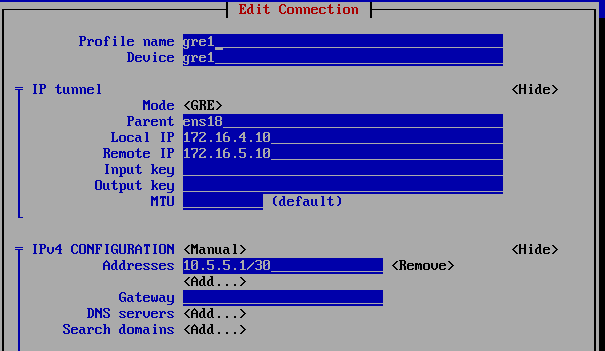 Edit Connection
Profile name gre1
Device gre1
IP tunnel <Hide>
Mode <GRE>
Parent ens18
Local IP 172.16.4.10
Remote IP 172.16.5.10
Input key
Output key
MTU (default)
IPv4 CONFIGURATION <Manual> <Hide>
Addresses 10.5.5.1/30 <Remove>
<Add...>
Gateway
DNS servers <Add...>
Search domains <Add...>